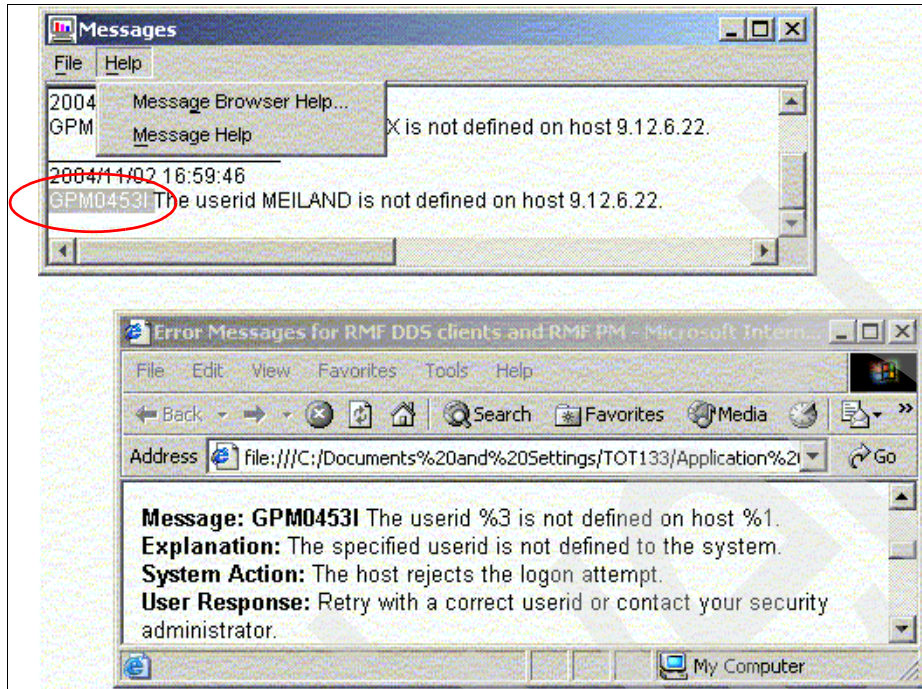 Messages
File Help
2004
Message Browser Help...
GPM
X is not defined on host 9.12.6.22.
Message Help
2004/11/02 16:59:46
GPM0453I The userid MEILAND is not defined on host 9.12.6.22.
Error Messages for RMF DDS clients and RMF PM - Microsoft Intern...
File Edit View Favorites Tools Help
Back Search Favorites Media »
Address file:///C:/Documents%20and%20Settings/TOT133/Application%2 Go
Message: GPM0453I The userid %3 is not defined on host %1.
Explanation: The specified userid is not defined to the system.
System Action: The host rejects the logon attempt.
User Response: Retry with a correct userid or contact your security
administrator.
My Computer